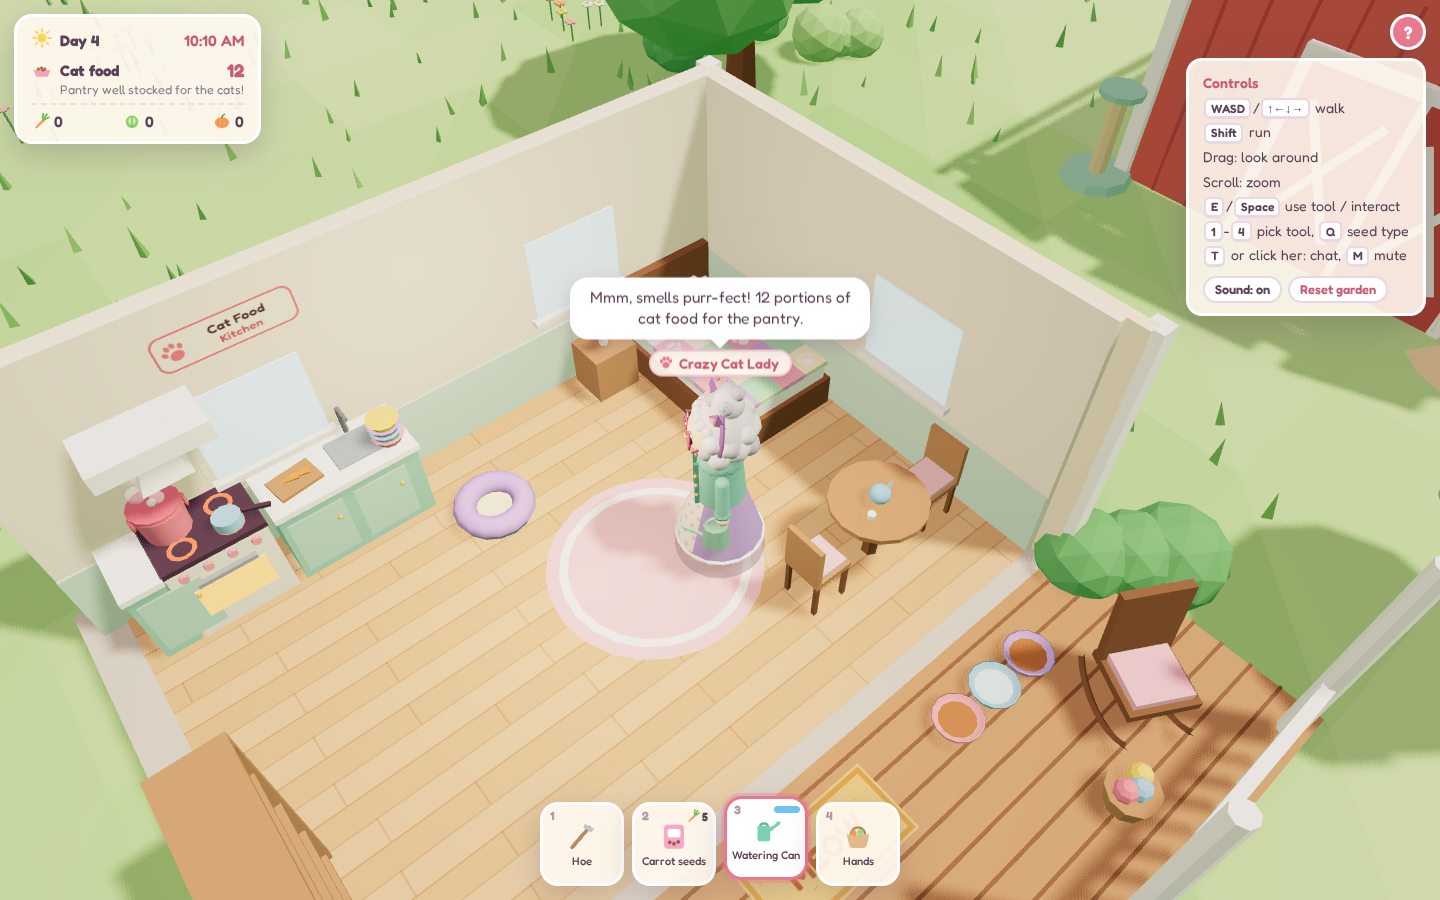 Day 4
10:10 AM
Cat food
12
Pantry well stocked for the cats!
0
0
0
?
Controls
WASD / ↑←↓→ walk
Shift run
Drag: look around
Scroll: zoom
E / Space use tool / interact
1 - 4 pick tool, Q seed type
T or click her: chat, M mute
Sound: on
Reset garden
Cat Food
Kitchen
Mmm, smells purr-fect! 12 portions of
cat food for the pantry.
Crazy Cat Lady
1
Hoe
2
5
Carrot seeds
3
Watering Can
4
Hands